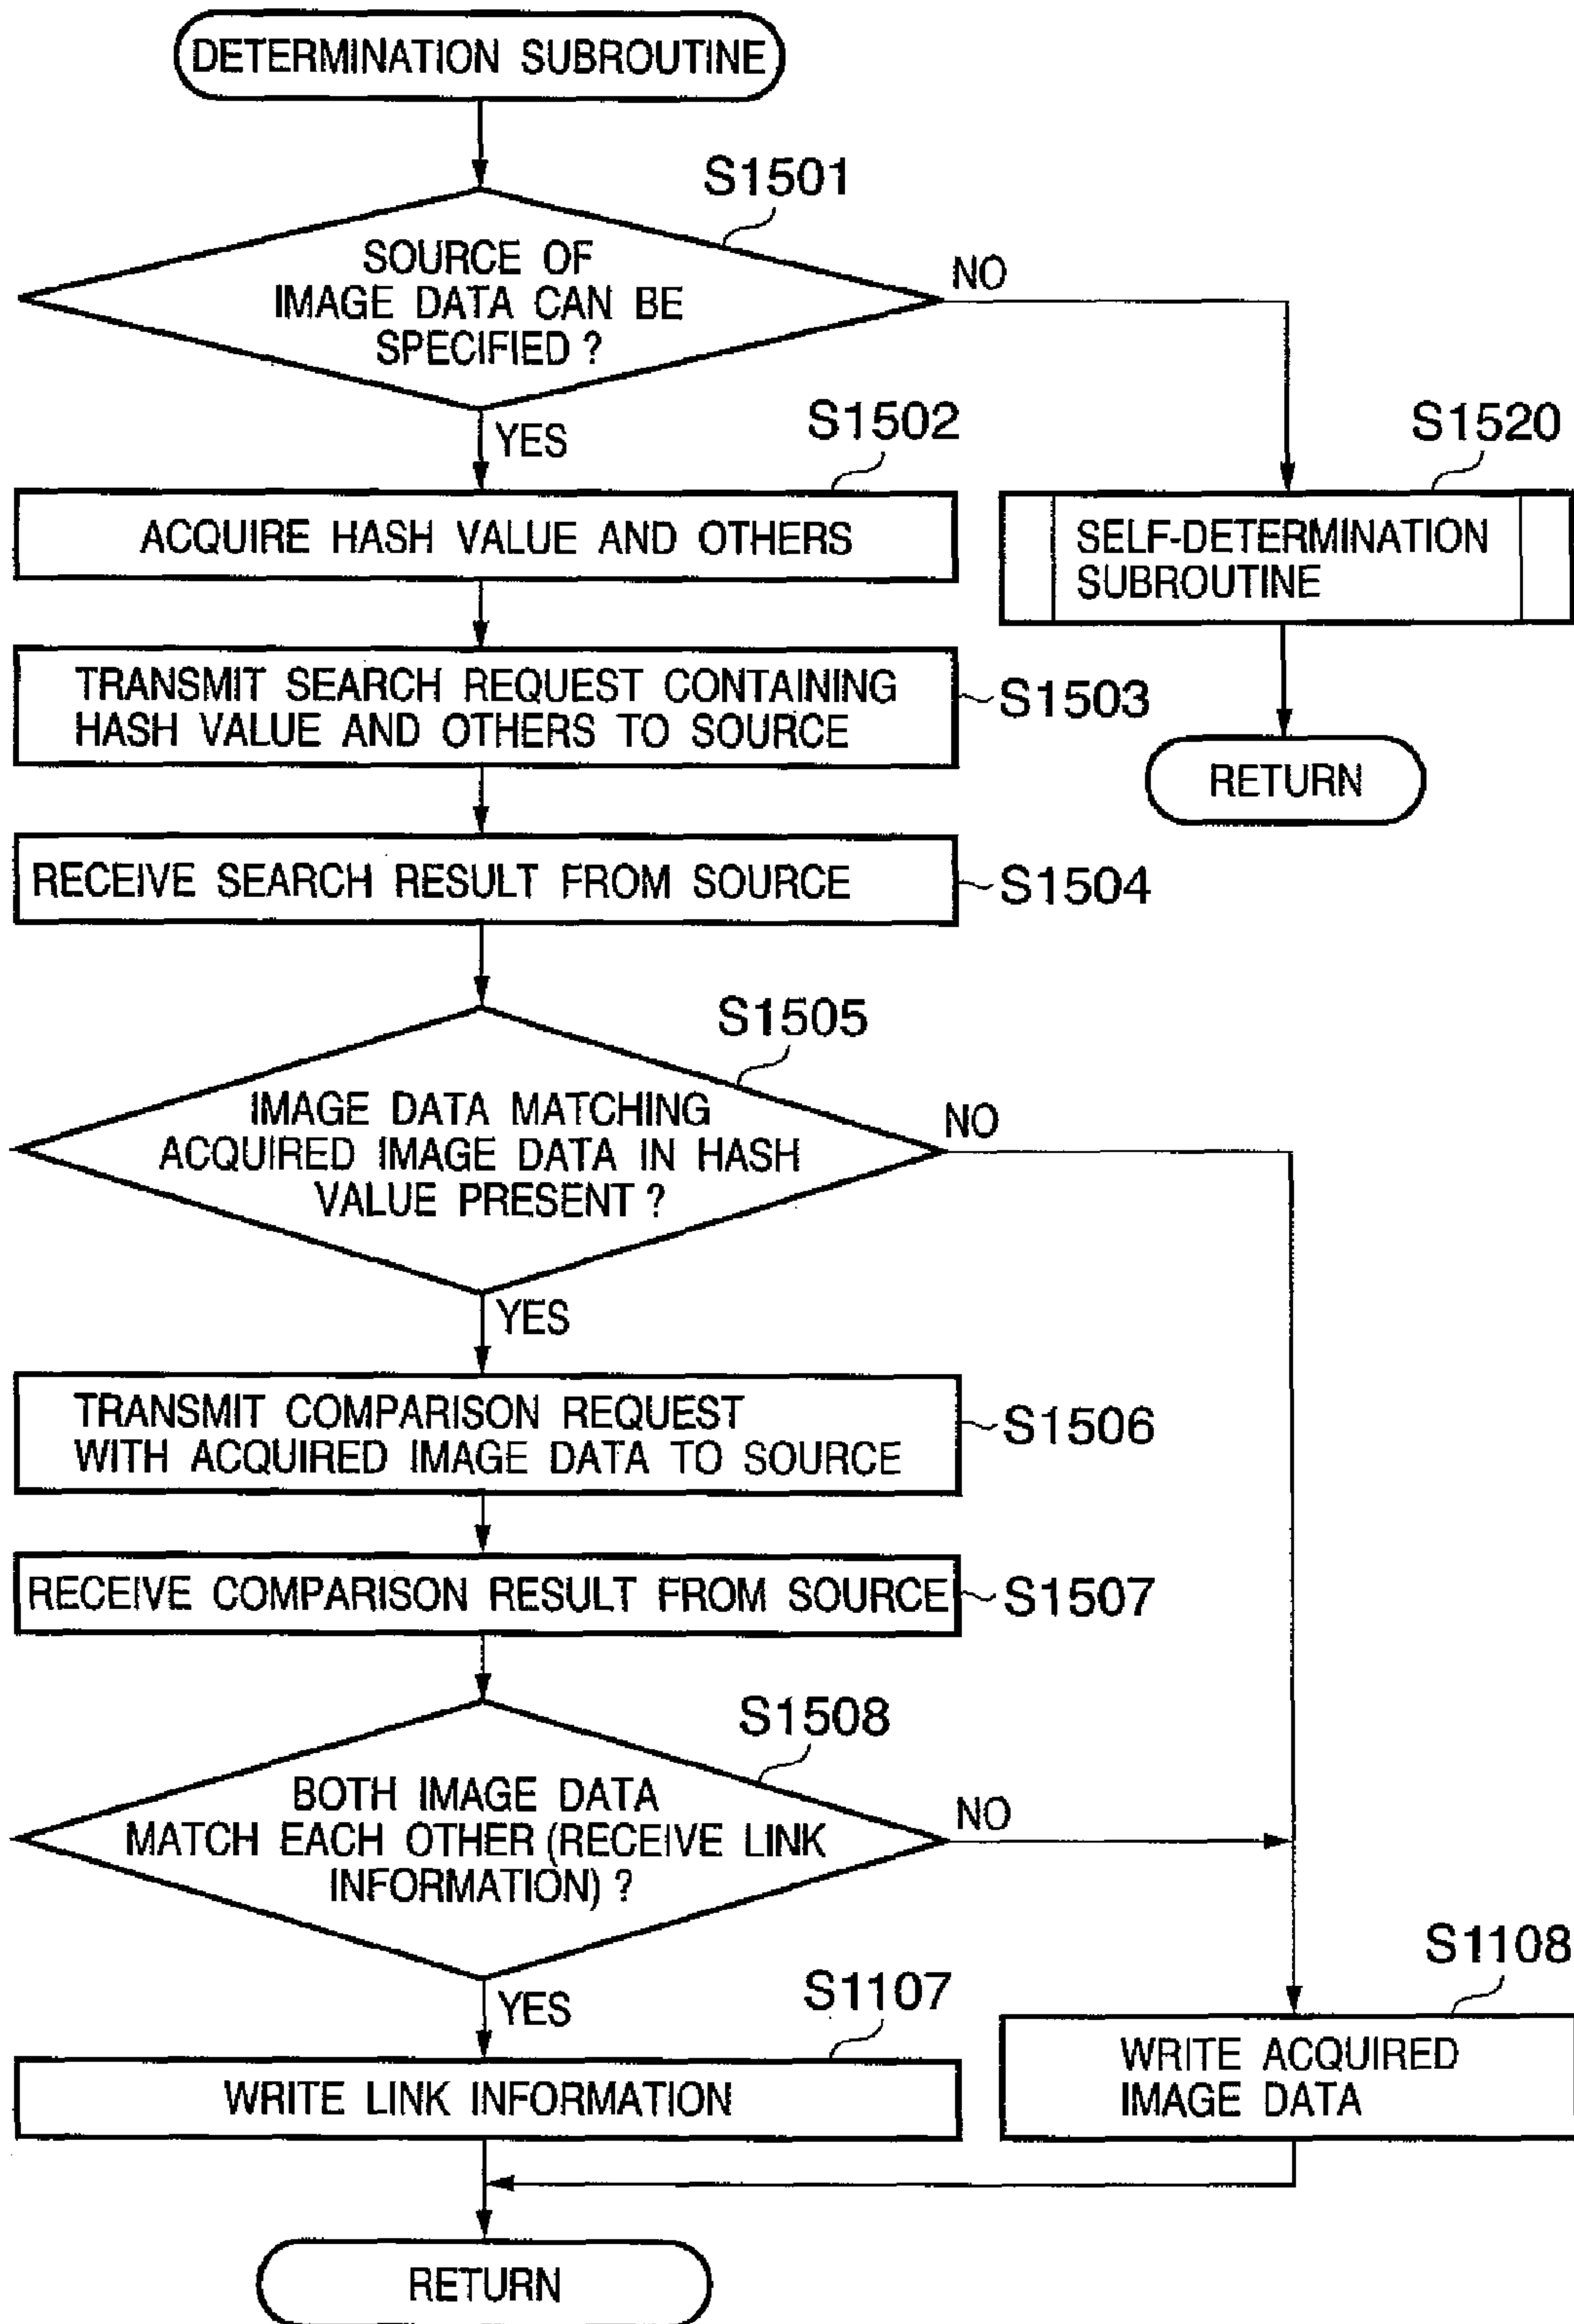 DETERMINATION SUBROUTINE
S1501
SOURCE OF
IMAGE DATA CAN BE
SPECIFIED ?
NO
YES
S1502
S1520
ACQUIRE HASH VALUE AND OTHERS
SELF-DETERMINATION
SUBROUTINE
TRANSMIT SEARCH REQUEST CONTAINING
HASH VALUE AND OTHERS TO SOURCE
S1503
RETURN
RECEIVE SEARCH RESULT FROM SOURCE
S1504
S1505
IMAGE DATA MATCHING
ACQUIRED IMAGE DATA IN HASH
VALUE PRESENT ?
NO
YES
TRANSMIT COMPARISON REQUEST
WITH ACQUIRED IMAGE DATA TO SOURCE
S1506
RECEIVE COMPARISON RESULT FROM SOURCE
S1507
S1508
BOTH IMAGE DATA
MATCH EACH OTHER (RECEIVE LINK
INFORMATION) ?
NO
YES
S1107
S1108
WRITE LINK INFORMATION
WRITE ACQUIRED
IMAGE DATA
RETURN